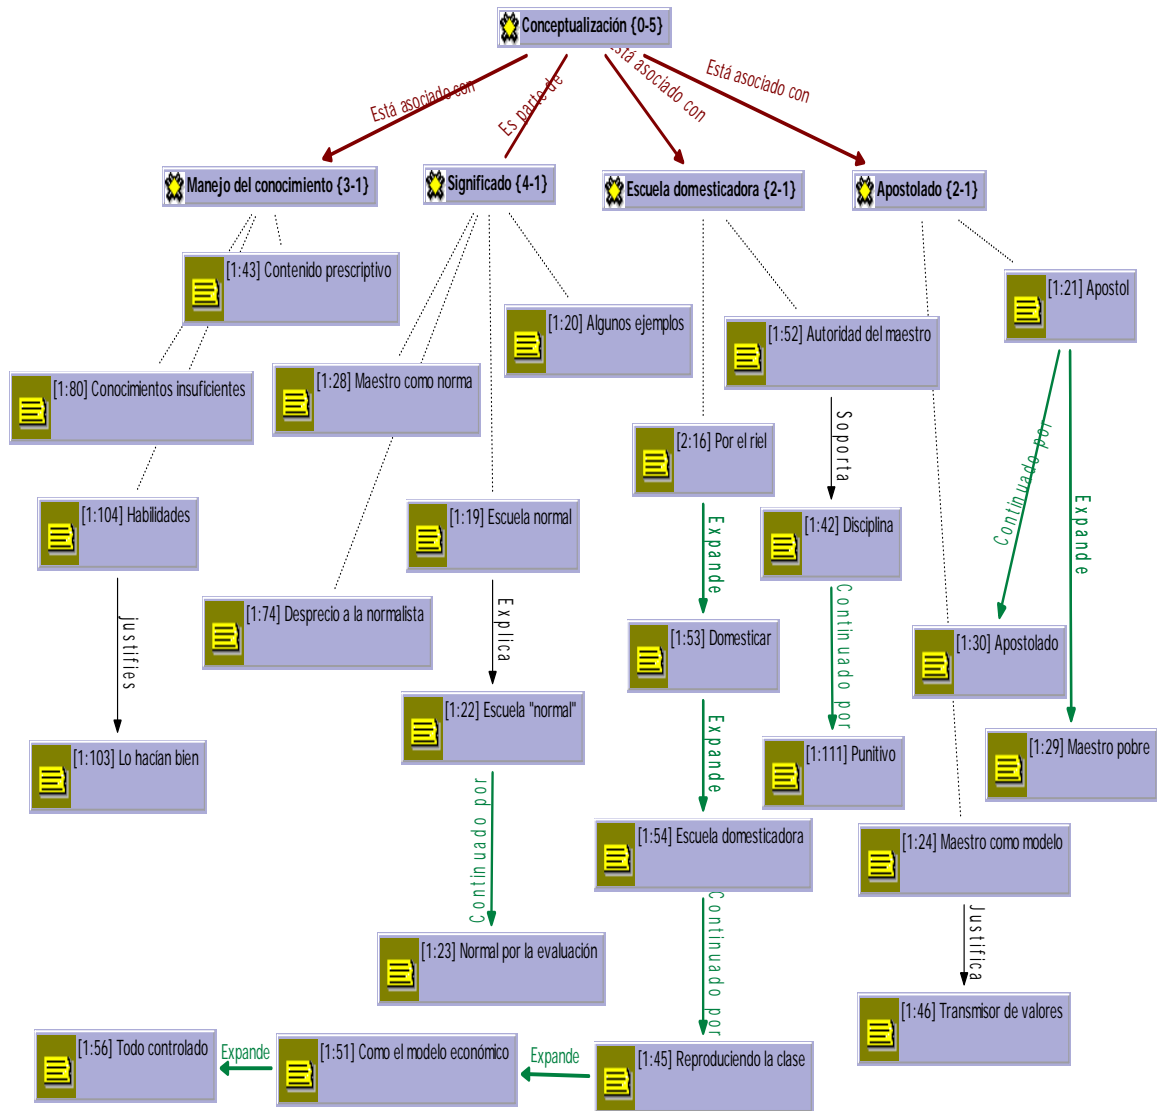 Conceptualización {0-5}
Está asociado con
Es parte de
Está asociado con
Está asociado con
Manejo del conocimiento {3-1}
Significado {4-1}
Escuela domesticadora {2-1}
Apostolado {2-1}
[1:43] Contenido prescriptivo
[1:21] Apostol
[1:20] Algunos ejemplos
[1:52] Autoridad del maestro
[1:80] Conocimientos insuficientes
[1:28] Maestro como norma
Soporta
Continuado por
Expande
[2:16] Por el riel
[1:104] Habilidades
[1:19] Escuela normal
[1:42] Disciplina
Expande
justifies
[1:74] Desprecio a la normalista
Explica
[1:53] Domesticar
Continuado por
[1:30] Apostolado
[1:22] Escuela "normal"
Expande
[1:103] Lo hacían bien
[1:111] Punitivo
[1:29] Maestro pobre
Continuado por
[1:54] Escuela domesticadora
[1:24] Maestro como modelo
Continuado por
Justifica
[1:23] Normal por la evaluación
[1:46] Transmisor de valores
[1:56] Todo controlado
Expande
[1:51] Como el modelo económico
Expande
[1:45] Reproduciendo la clase